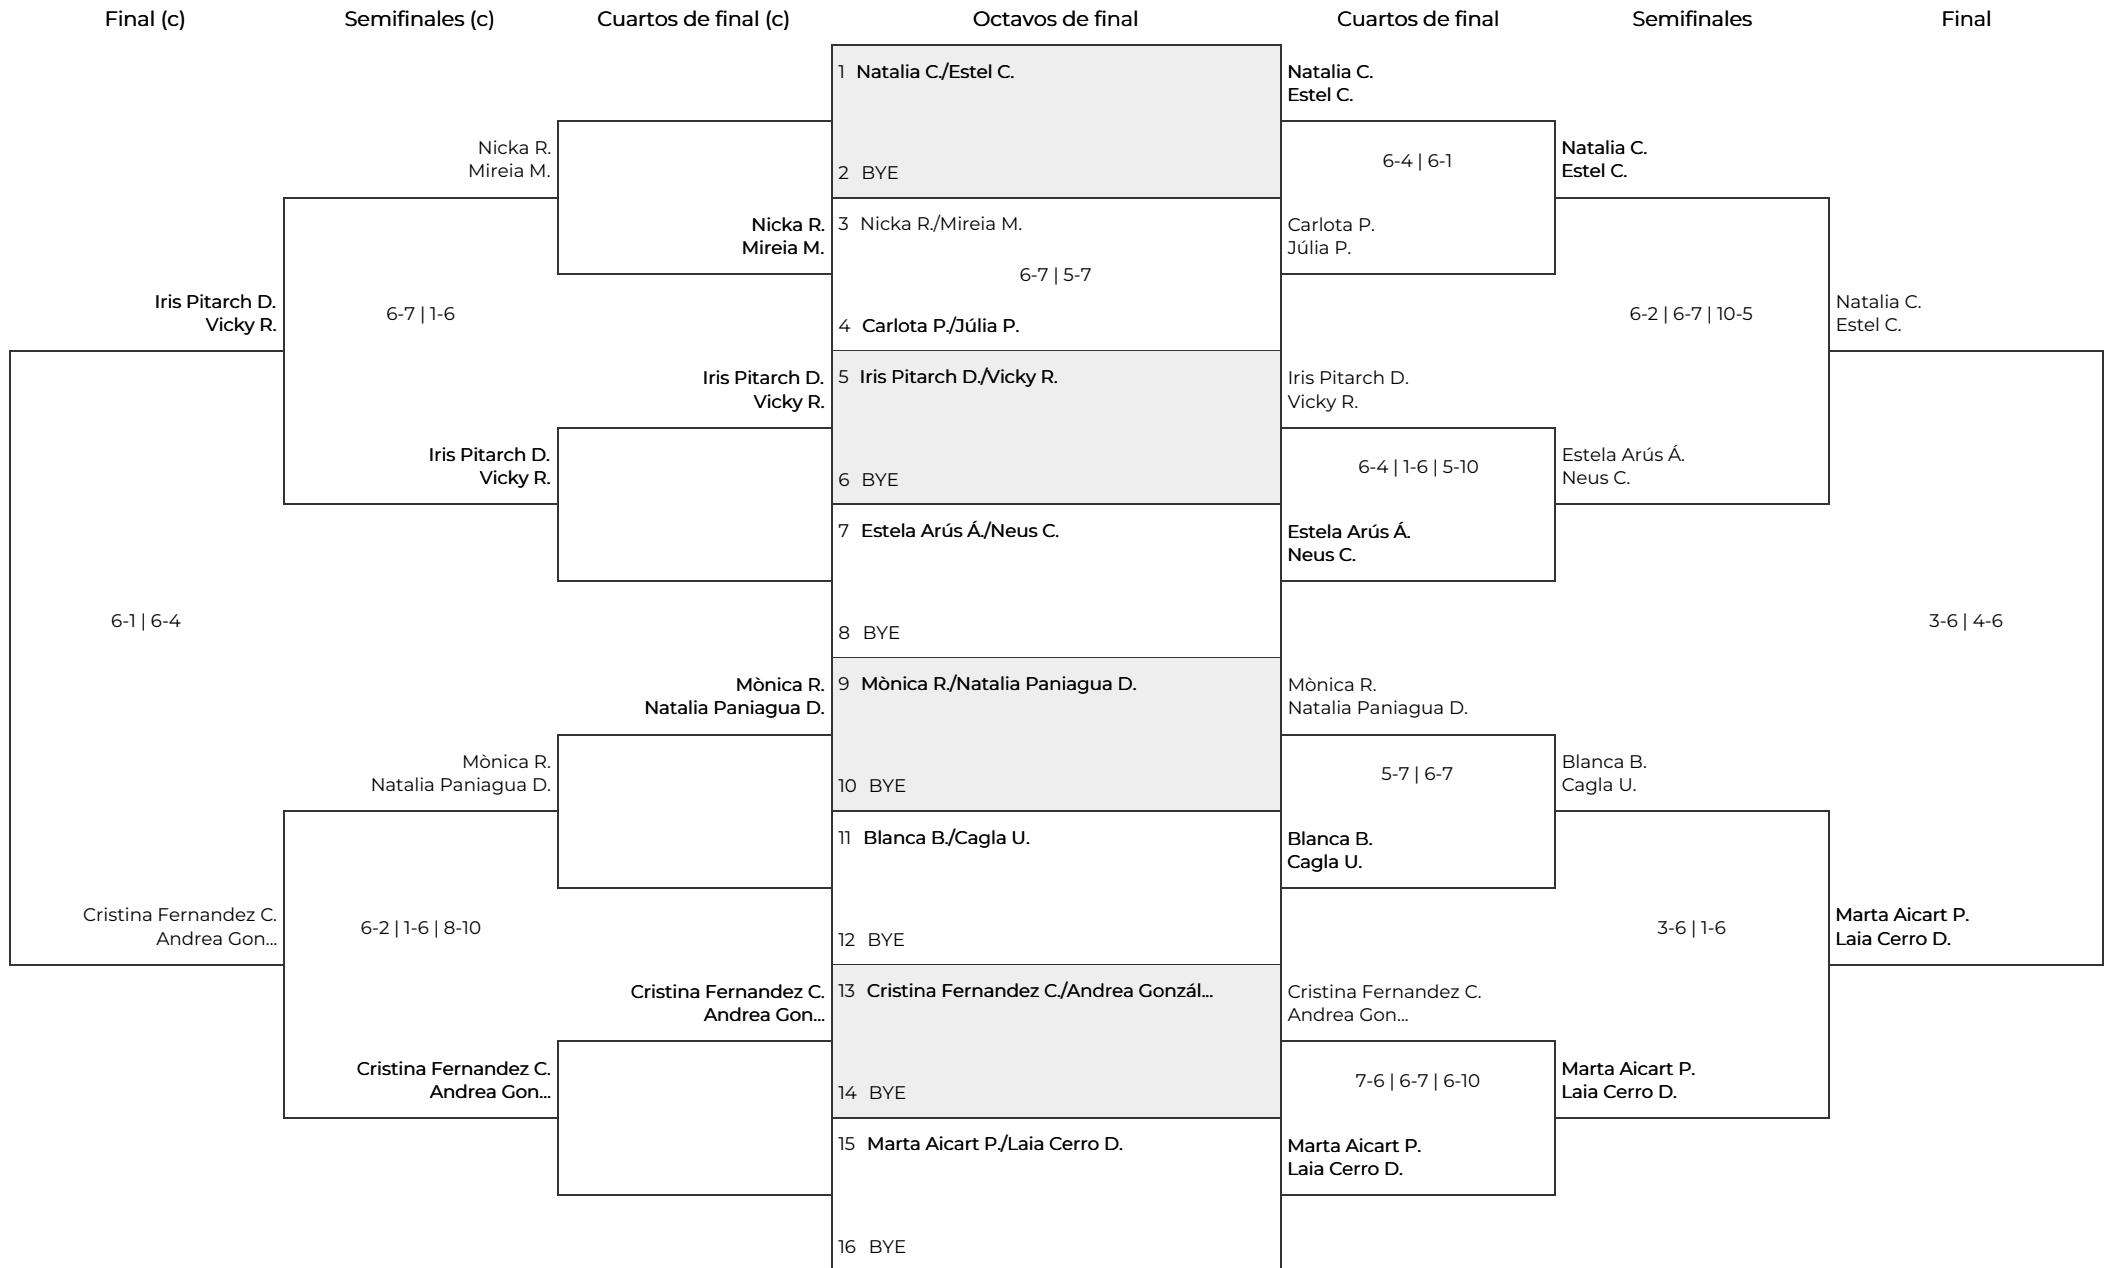 Final (c)
Semifinales (c)
Cuartos de final (c)
Octavos de final
Cuartos de final
Semifinales
Final
Iris Pitarch D.
Vicky R.
6-1 | 6-4
Cristina Fernandez C.
Andrea Gon...
Nicka R.
Mireia M.
6-7 | 1-6
Iris Pitarch D.
Vicky R.
Mònica R.
Natalia Paniagua D.
6-2 | 1-6 | 8-10
Cristina Fernandez C.
Andrea Gon...
Nicka R.
Mireia M.
Iris Pitarch D.
Vicky R.
Mònica R.
Natalia Paniagua D.
Cristina Fernandez C.
Andrea Gon...
1 Natalia C./Estel C.
2 BYE
3 Nicka R./Mireia M.
6-7 | 5-7
4 Carlota P./Júlia P.
5 Iris Pitarch D./Vicky R.
6 BYE
7 Estela Arús Á./Neus C.
8 BYE
9 Mònica R./Natalia Paniagua D.
10 BYE
11 Blanca B./Cagla U.
12 BYE
13 Cristina Fernandez C./Andrea Gonzál...
14 BYE
15 Marta Aicart P./Laia Cerro D.
16 BYE
Natalia C.
Estel C.
6-4 | 6-1
Carlota P.
Júlia P.
Iris Pitarch D.
Vicky R.
6-4 | 1-6 | 5-10
Estela Arús Á.
Neus C.
Mònica R.
Natalia Paniagua D.
5-7 | 6-7
Blanca B.
Cagla U.
Cristina Fernandez C.
Andrea Gon...
7-6 | 6-7 | 6-10
Marta Aicart P.
Laia Cerro D.
Natalia C.
Estel C.
6-2 | 6-7 | 10-5
Estela Arús Á.
Neus C.
Blanca B.
Cagla U.
3-6 | 1-6
Marta Aicart P.
Laia Cerro D.
Natalia C.
Estel C.
3-6 | 4-6
Marta Aicart P.
Laia Cerro D.